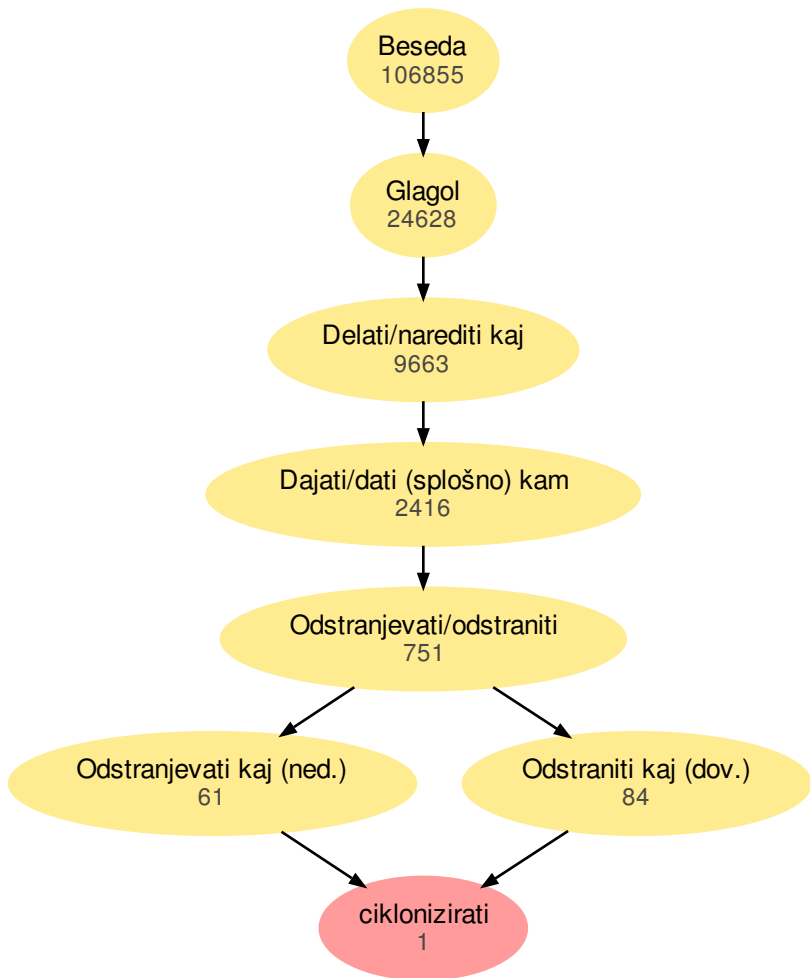 Beseda
106855
Glagol
24628
Delati/narediti kaj
9663
Dajati/dati (splošno) kam
2416
Odstranjevati/odstraniti
751
Odstranjevati kaj (ned.)
61
Odstraniti kaj (dov.)
84
ciklonizirati
1